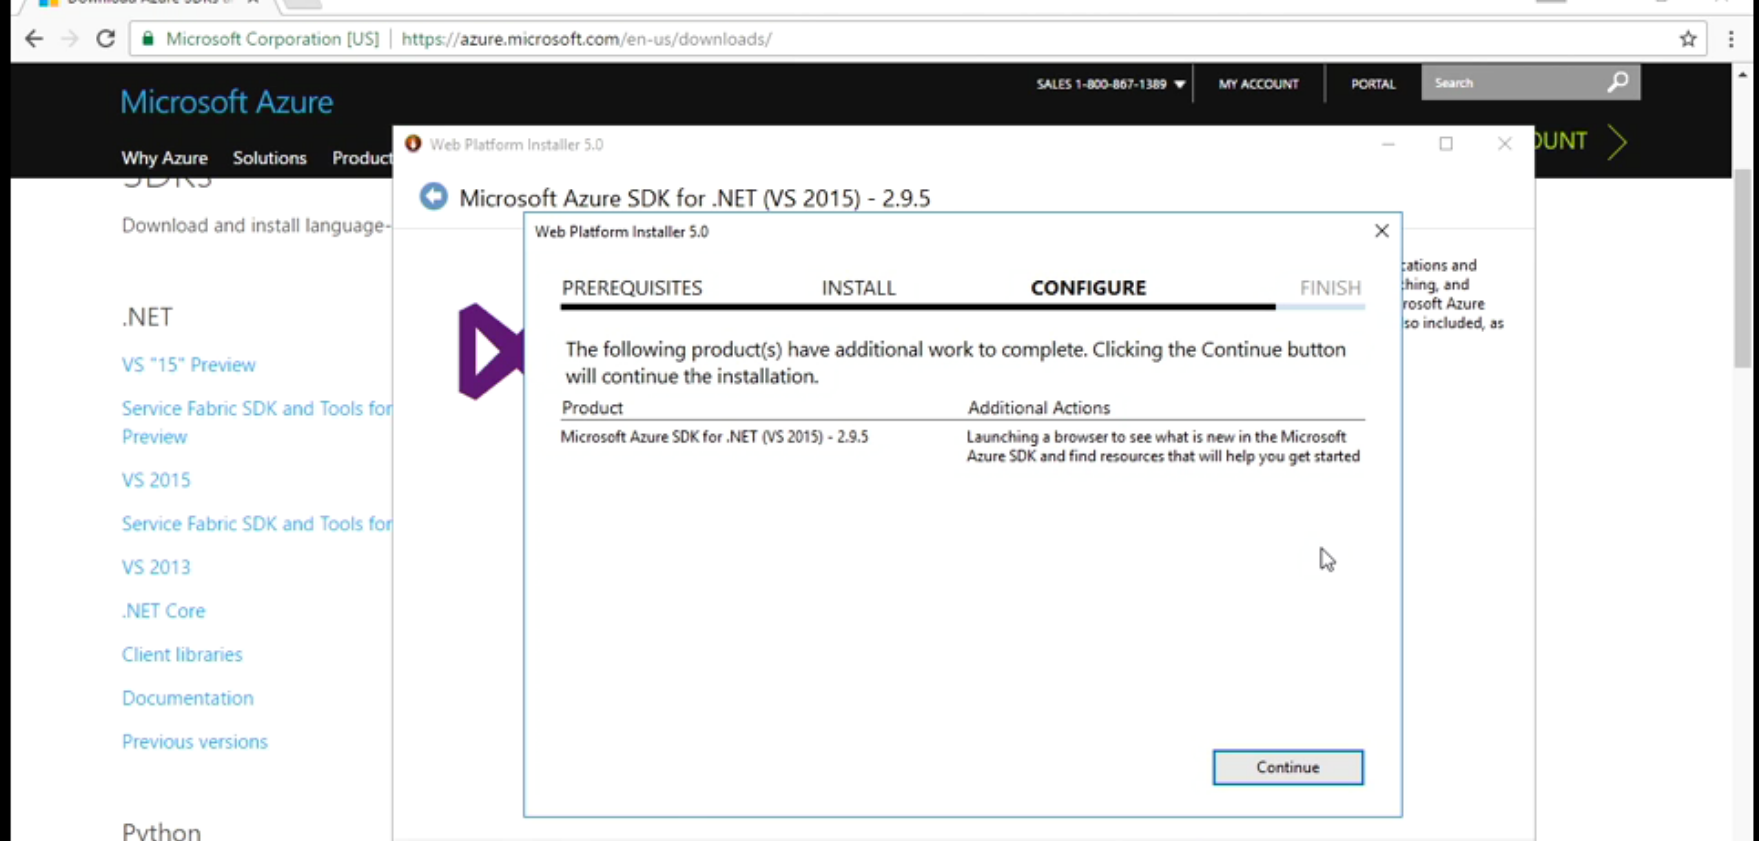 Microsoft Corporation [US] | https://azure.microsoft.com/en-us/downloads/
SALES 1-800-867-1389
MY ACCOUNT
PORTAL
Search
Microsoft Azure
OUNT
Why Azure Solutions Product
Web Platform Installer 5.0
SDKs
Microsoft Azure SDK for .NET (VS 2015) - 2.9.5
Download and install language-
Web Platform Installer 5.0
PREREQUISITES INSTALL CONFIGURE FINISH
The following product(s) have additional work to complete. Clicking the Continue button
will continue the installation.
Product Additional Actions
Microsoft Azure SDK for .NET (VS 2015) - 2.9.5 Launching a browser to see what is new in the Microsoft
Azure SDK and find resources that will help you get started
Continue
cations and
hing, and
rosoft Azure
so included, as
.NET
VS "15" Preview
Service Fabric SDK and Tools for
Preview
VS 2015
Service Fabric SDK and Tools for
VS 2013
.NET Core
Client libraries
Documentation
Previous versions
Python